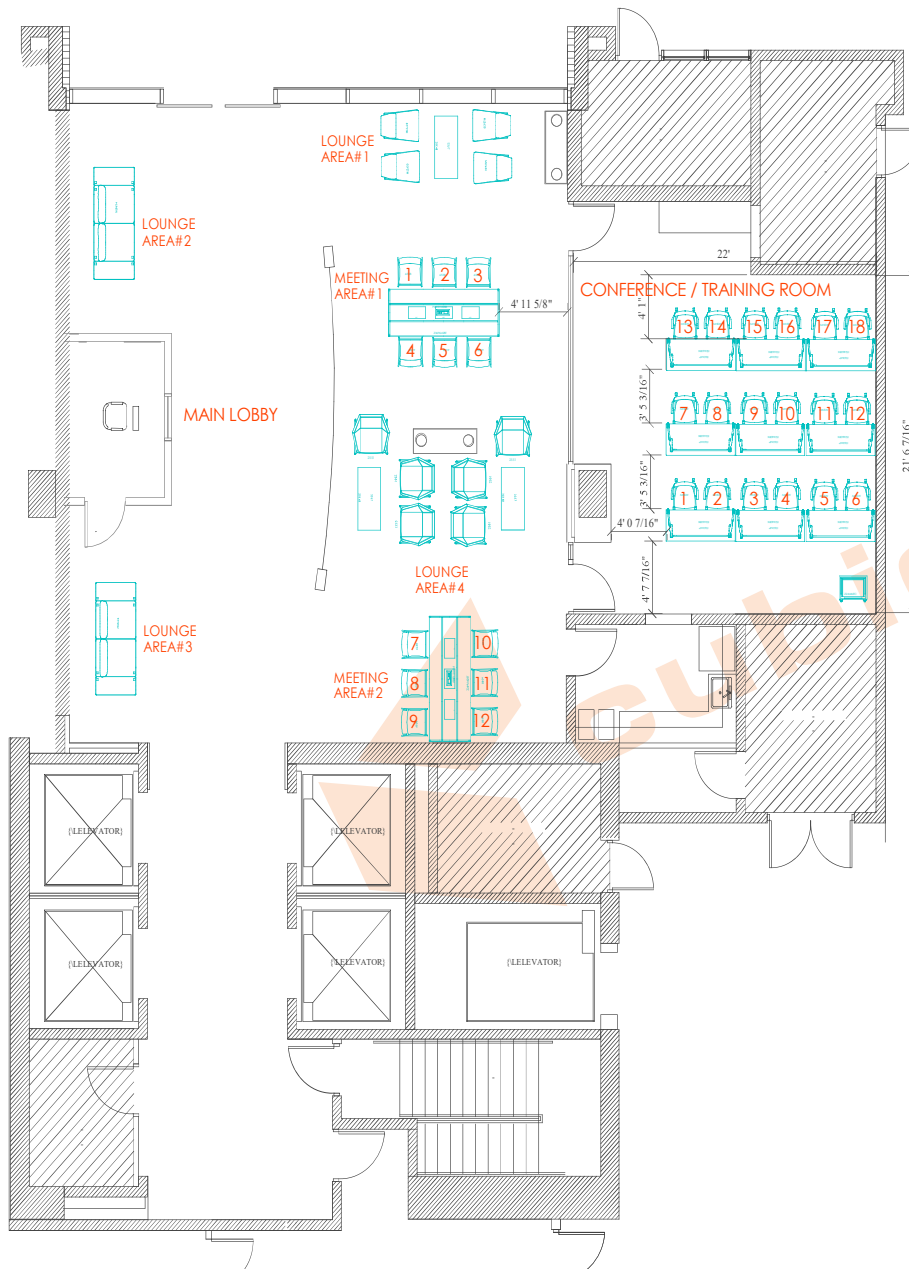 LOUNGE
AREA#1
LOUNGE
AREA#2
22'
MEETING
AREA#1
1 2 3
4' 11 5/8"
4 5 6
CONFERENCE / TRAINING ROOM
4' 1"
13 14 15 16 17 18
3' 5 3/16"
7 8 9 10 11 12
21' 6 7/16"
3' 5 3/16"
1 2 3 4 5 6
4' 0 7/16"
4' 7 7/16"
MAIN LOBBY
LOUNGE
AREA#4
LOUNGE
AREA#3
MEETING
AREA#2
7 10
8 11
9 12
cubic
{\LELEVATOR}
{\LELEVATOR}
{\LELEVATOR}
{\LELEVATOR}
{\LELEVATOR}